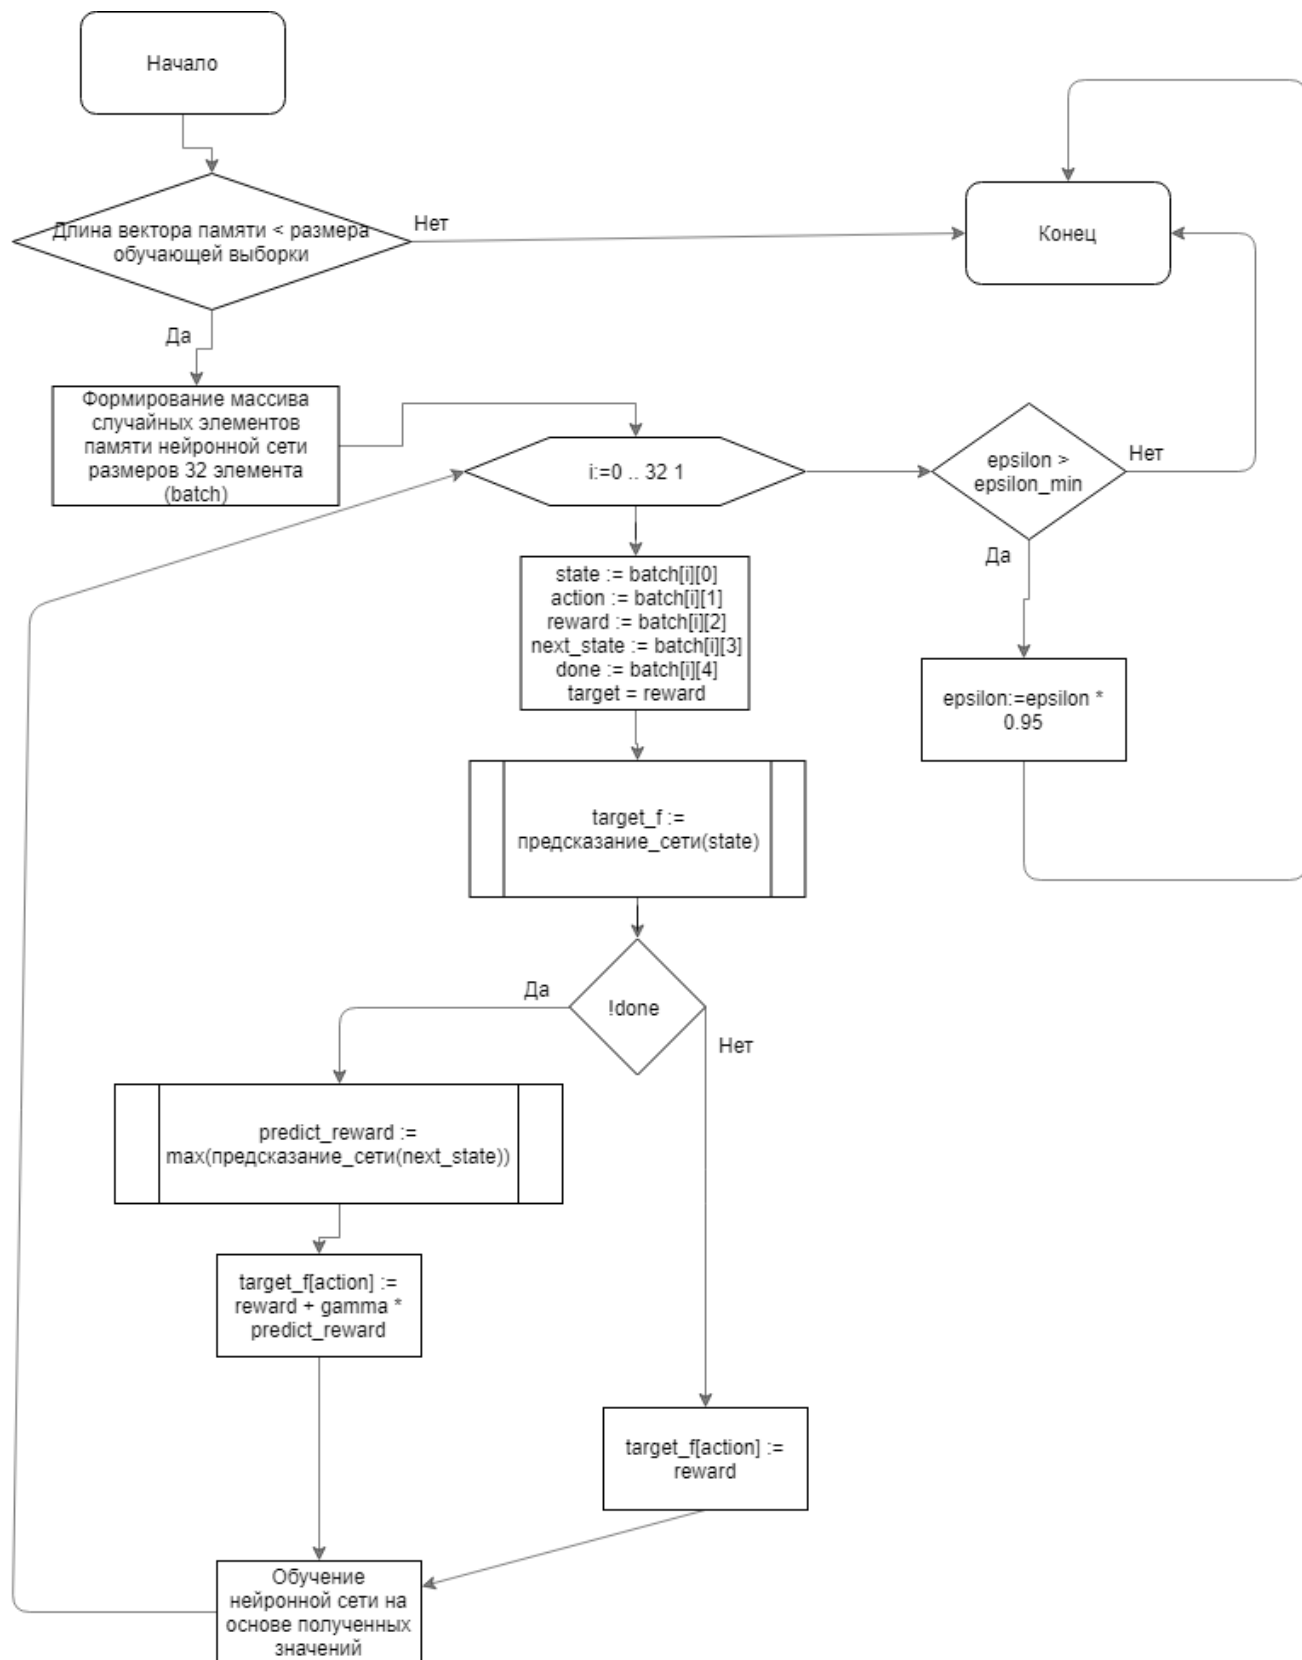 Начало
Длина вектора памяти < размера
обучающей выборки
Нет
Конец
Да
Формирование массива
случайных элементов
памяти нейронной сети
размеров 32 элемента
(batch)
i:=0 .. 32 1
epsilon >
epsilon_min
Нет
Да
state := batch[i][0]
action := batch[i][1]
reward := batch[i][2]
next_state := batch[i][3]
done := batch[i][4]
target = reward
epsilon:=epsilon *
0.95
target_f :=
предсказание_сети(state)
Да
!done
Нет
predict_reward :=
max(предсказание_сети(next_state))
target_f[action] :=
reward + gamma *
predict_reward
target_f[action] :=
reward
Обучение
нейронной сети на
основе полученных
значений